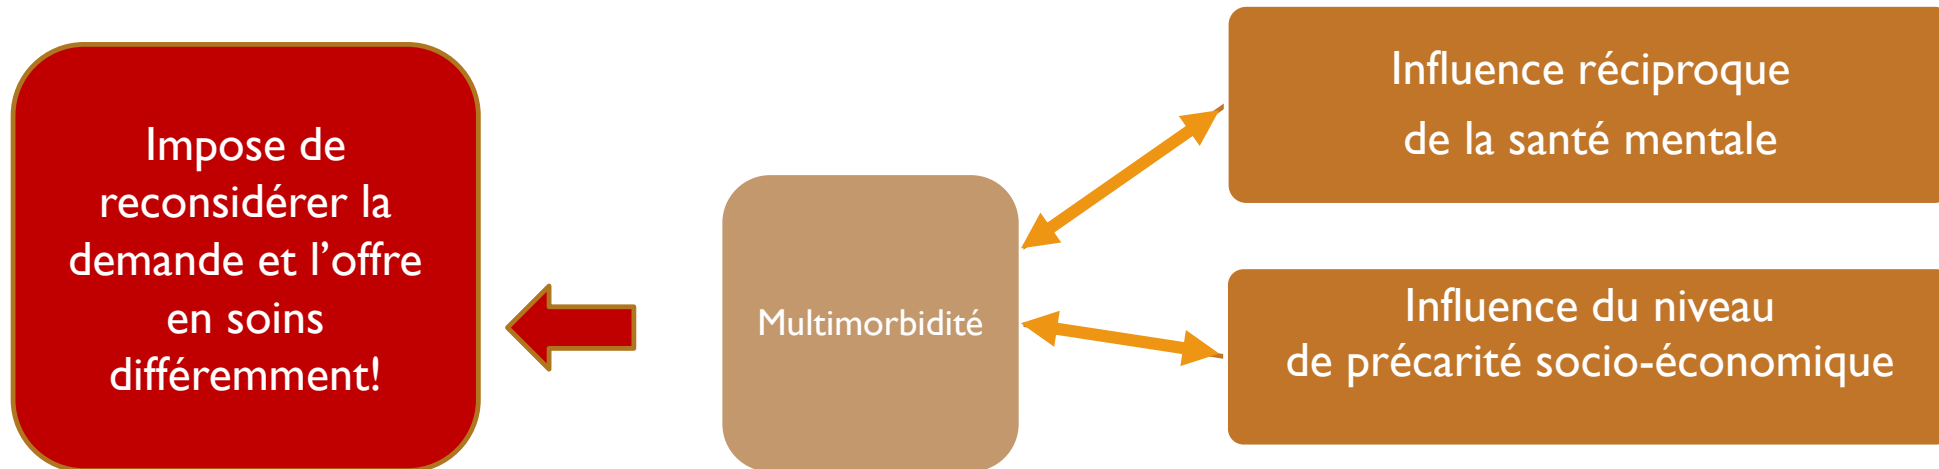 Impose de
reconsidérer la
demande et l’offre
en soins
différemment!
Multimorbidité
Influence réciproque
de la santé mentale
Influence du niveau
de précarité socio-économique